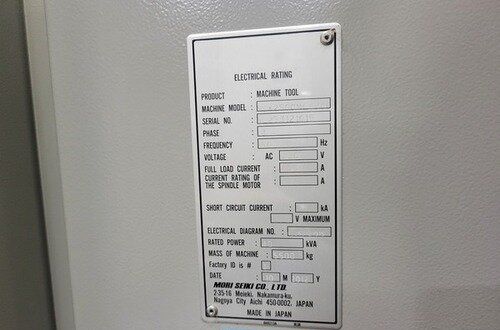 ELECTRICAL RATING
PRODUCT : MACHINE TOOL
MACHINE MODEL :
SERIAL NO. :
PHASE :
FREQUENCY : Hz
VOLTAGE : AC V
FULL LOAD CURRENT : A
CURRENT RATING OF : A
THE SPINDLE MOTOR
SHORT CIRCUIT CURRENT : kA
V MAXIMUM
ELECTRICAL DIAGRAM NO. :
RATED POWER : kVA
MASS OF MACHINE : 5500 kg
Factory ID is #
DATE : M Y
MORI SEIKI CO., LTD.
2-35-16 Meieki, Nakamura-ku,
Nagoya City Aichi 450-0002, JAPAN
MADE IN JAPAN